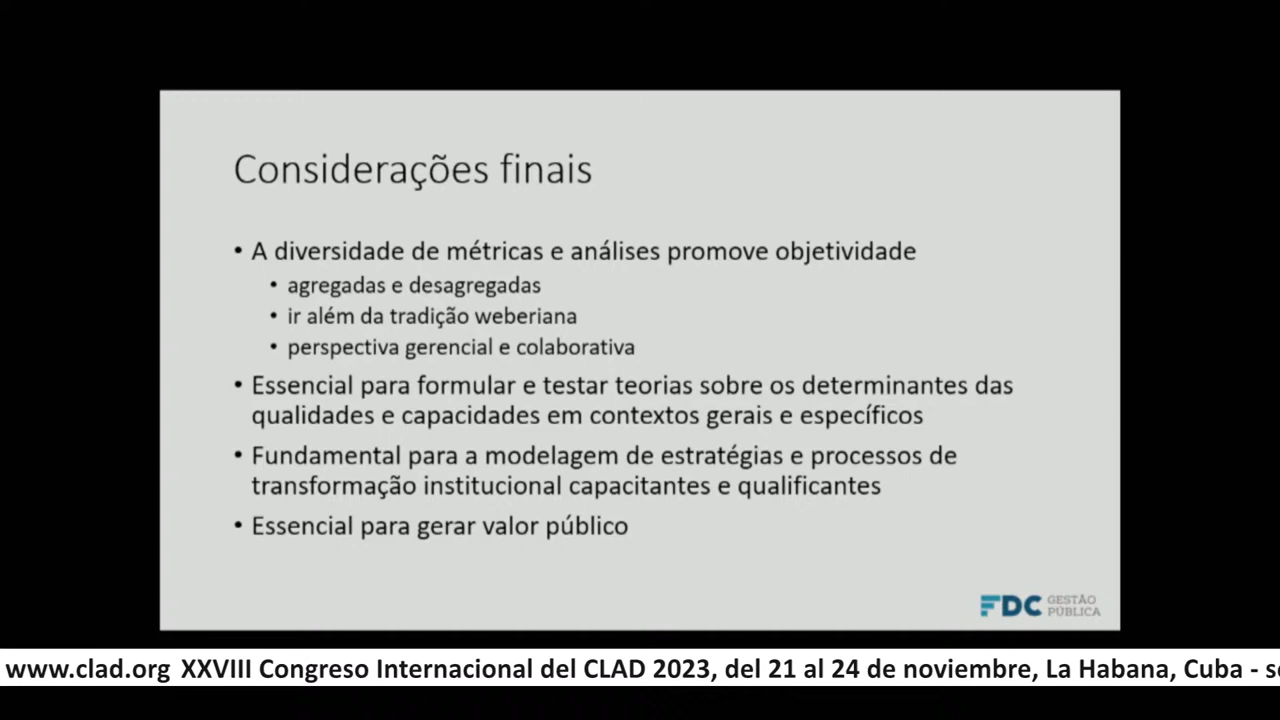 Considerações finais
• A diversidade de métricas e análises promove objetividade
• agregadas e desagregadas
• ir além da tradição weberiana
• perspectiva gerencial e colaborativa
• Essencial para formular e testar teorias sobre os determinantes das
qualidades e capacidades em contextos gerais e específicos
• Fundamental para a modelagem de estratégias e processos de
transformação institucional capacitantes e qualificantes
• Essencial para gerar valor público
FDC GESTÃO
PÚBLICA
www.clad.org XXVIII Congreso Internacional del CLAD 2023, del 21 al 24 de noviembre, La Habana, Cuba -